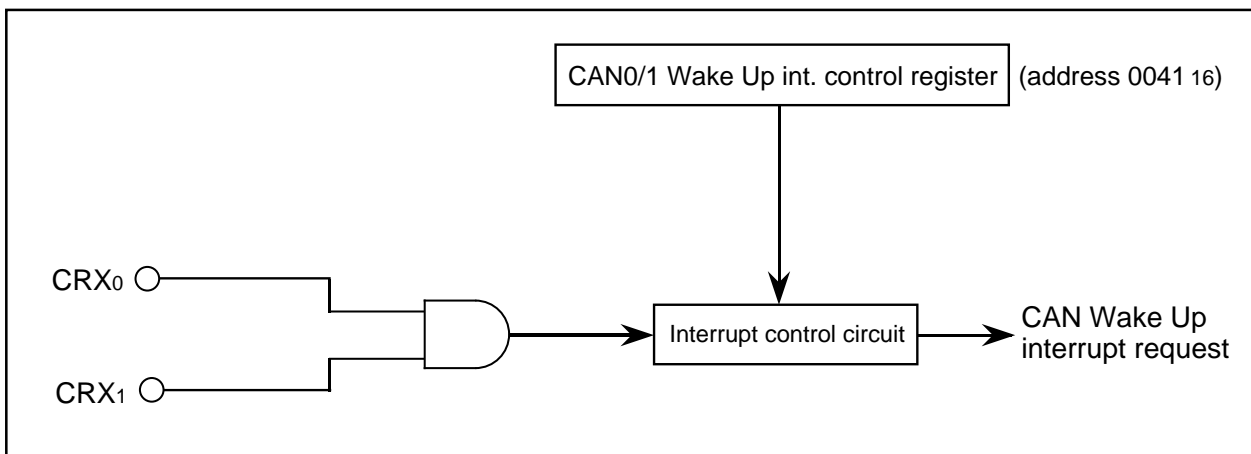 CAN0/1 Wake Up int. control register (address 0041 16)
CRX0
Interrupt control circuit
CAN Wake Up
interrupt request
CRX1